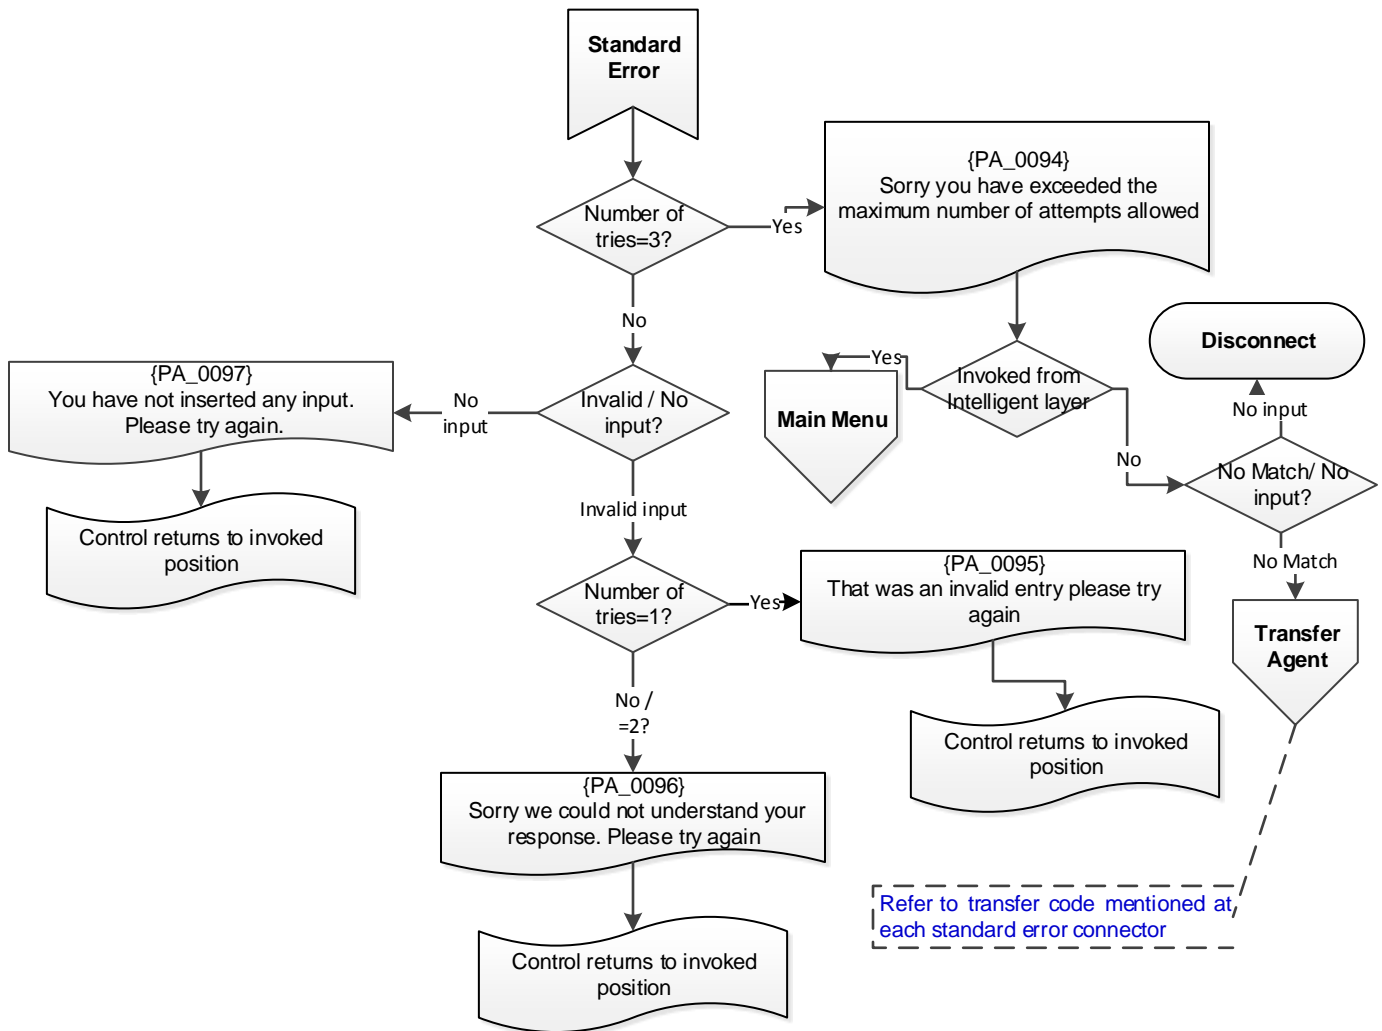 Standard
Error
{PA_0094}
Sorry you have exceeded the
maximum number of attempts allowed
Number of
tries=3?
Yes
No
Disconnect
{PA_0097}
You have not inserted any input.
Please try again.
No
input
Invalid / No
input?
Yes
Invoked from
Intelligent layer
Main Menu
No input
No
No Match/ No
input?
Control returns to invoked
position
Invalid input
No Match
Number of
tries=1?
Yes
{PA_0095}
That was an invalid entry please try
again
Transfer
Agent
No /
=2?
Control returns to invoked
position
{PA_0096}
Sorry we could not understand your
response. Please try again
Refer to transfer code mentioned at
each standard error connector
Control returns to invoked
position